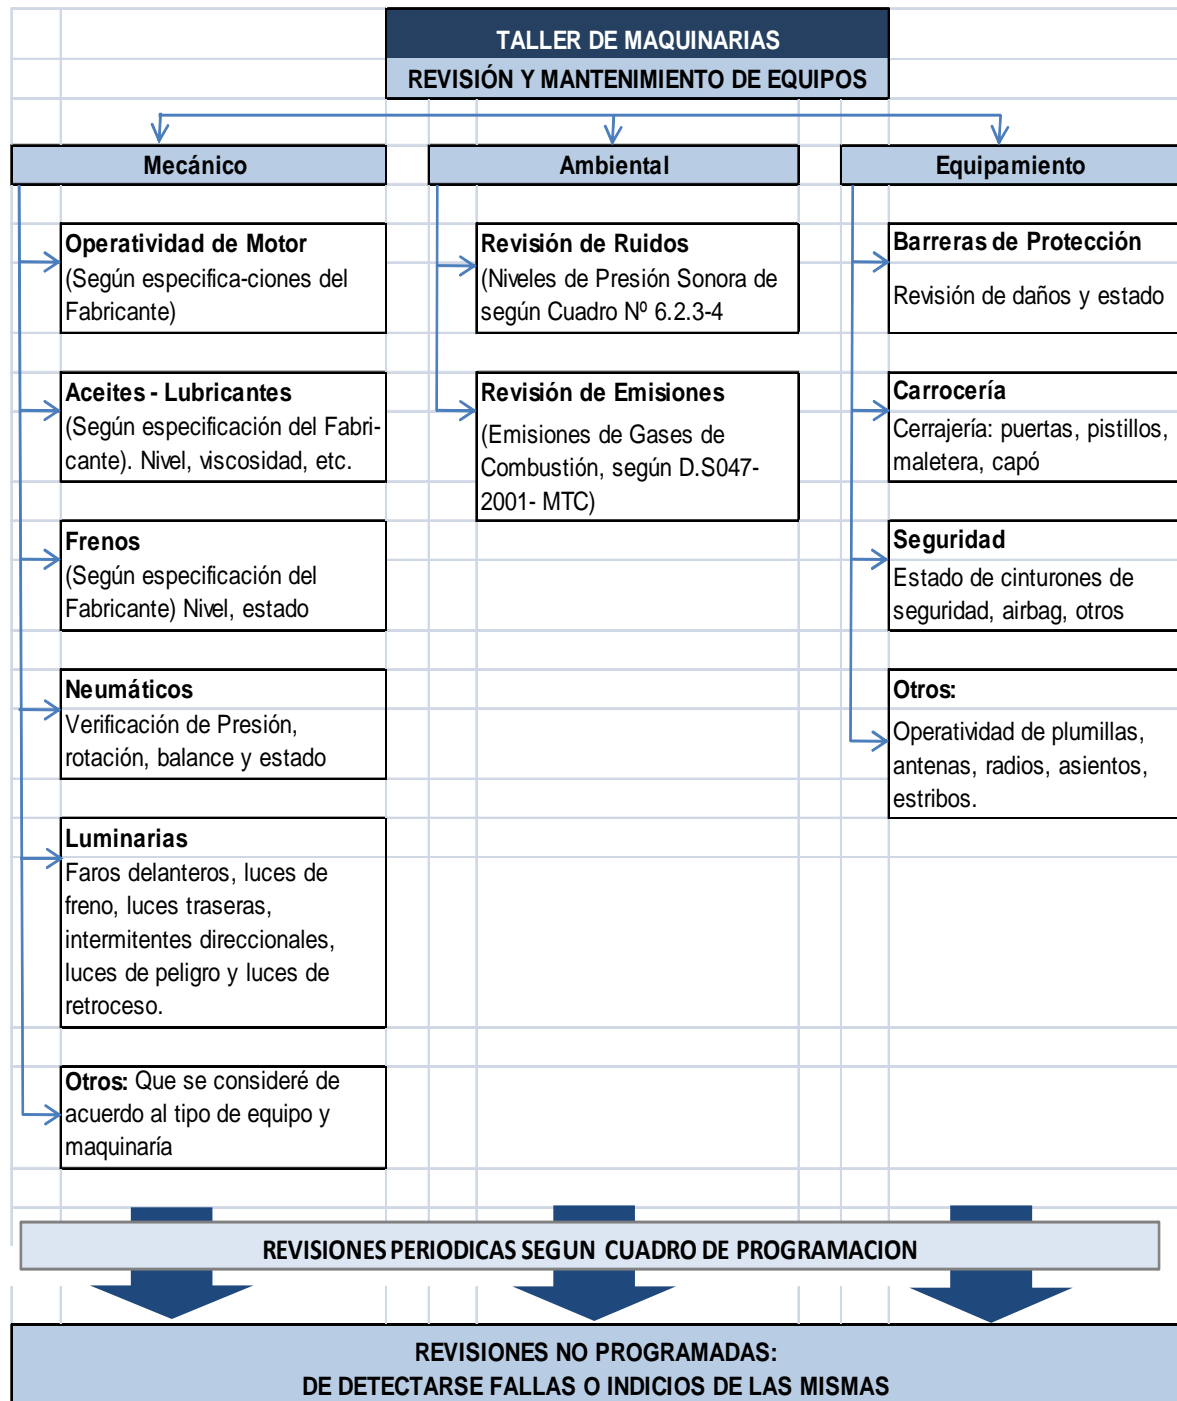 TALLER DE MAQUINARIAS
REVISIÓN Y MANTENIMIENTO DE EQUIPOS
Mecánico
Operatividad de Motor
(Según especifica-ciones del
Fabricante)
Aceites - Lubricantes
(Según especificación del Fabri-
cante). Nivel, viscosidad, etc.
Frenos
(Según especificación del
Fabricante) Nivel, estado
Neumáticos
Verificación de Presión,
rotación, balance y estado
Luminarias
Faros delanteros, luces de
freno, luces traseras,
intermitentes direccionales,
luces de peligro y luces de
retroceso.
Otros: Que se consideré de
acuerdo al tipo de equipo y
maquinaría
Ambiental
Revisión de Ruidos
(Niveles de Presión Sonora de
según Cuadro Nº 6.2.3-4
Revisión de Emisiones
(Emisiones de Gases de
Combustión, según D.S047-
2001- MTC)
Equipamiento
Barreras de Protección
Revisión de daños y estado
Carrocería
Cerrajería: puertas, pistillos,
maletera, capó
Seguridad
Estado de cinturones de
seguridad, airbag, otros
Otros:
Operatividad de plumillas,
antenas, radios, asientos,
estribos.
REVISIONES PERIODICAS SEGUN CUADRO DE PROGRAMACION
REVISIONES NO PROGRAMADAS:
DE DETECTARSE FALLAS O INDICIOS DE LAS MISMAS